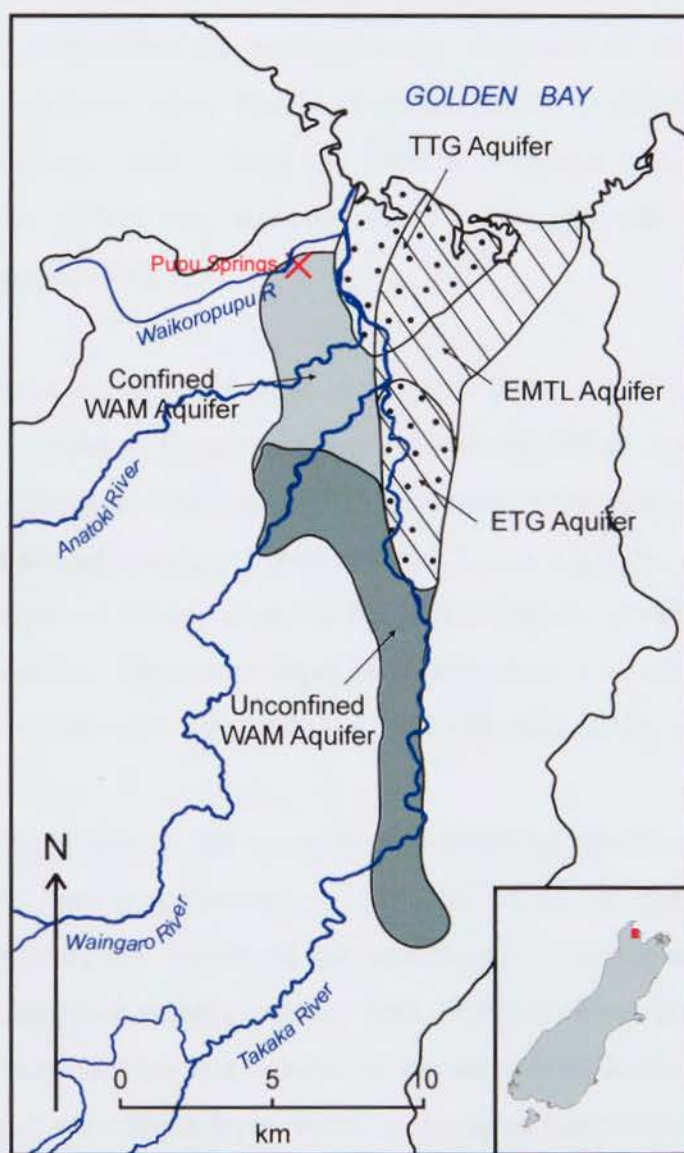 GOLDEN BAY
TTG Aquifer
Pupu Springs
Waikoropupu R
Confined
WAM Aquifer
EMTL Aquifer
Anatoki River
ETG Aquifer
Unconfined
WAM Aquifer
N
Waingaro River
Takaka River
0 5 10
km